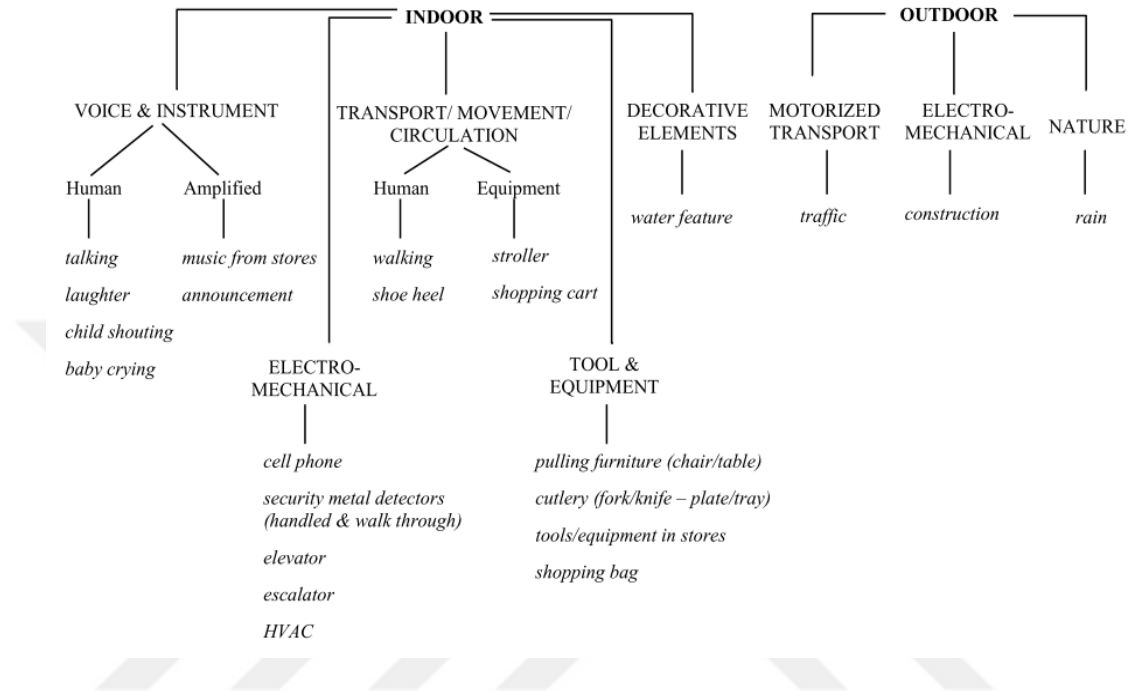 INDOOR
OUTDOOR
VOICE & INSTRUMENT
Human
talking
laughter
child shouting
baby crying
Amplified
music from stores
announcement
TRANSPORT/ MOVEMENT/
CIRCULATION
Human
walking
shoe heel
Equipment
stroller
shopping cart
DECORATIVE
ELEMENTS
water feature
MOTORIZED
TRANSPORT
traffic
ELECTRO-
MECHANICAL
construction
NATURE
rain
ELECTRO-
MECHANICAL
cell phone
security metal detectors
(handled & walk through)
elevator
escalator
HVAC
TOOL &
EQUIPMENT
pulling furniture (chair/table)
cutlery (fork/knife – plate/tray)
tools/equipment in stores
shopping bag